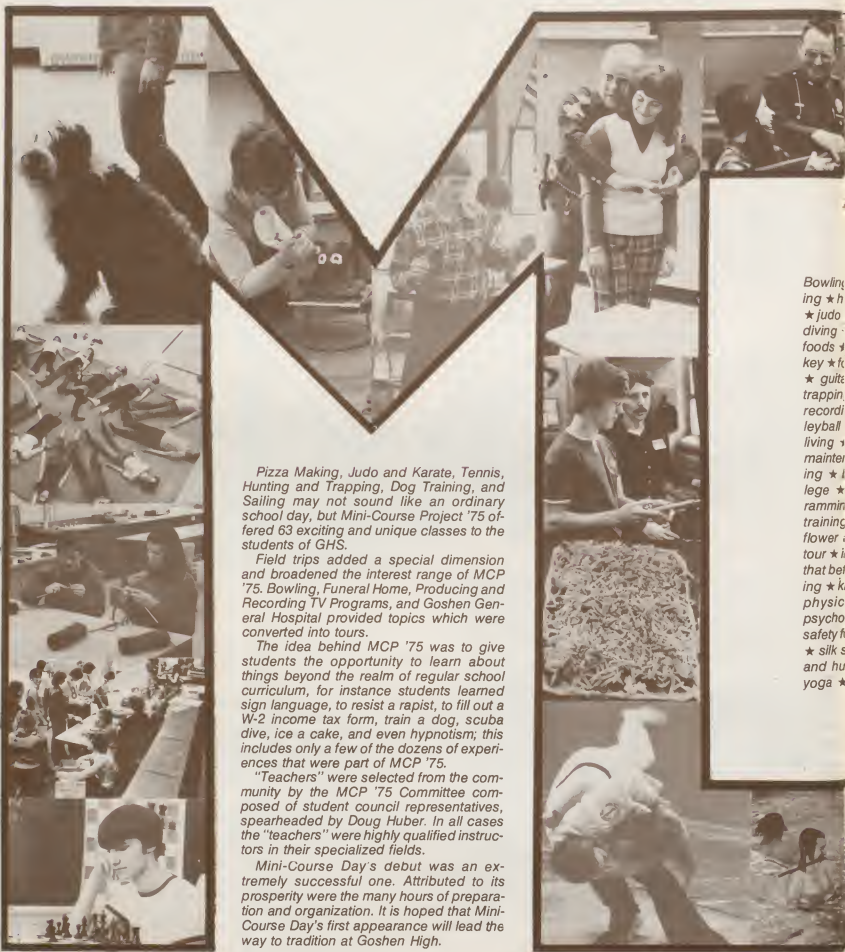 Pizza Making, Judo and Karate, Tennis,
Hunting and Trapping, Dog Training, and
Sailing may not sound like an ordinary
school day, but Mini-Course Project '75 of-
fered 63 exciting and unique classes to the
students of GHS.
Field trips added a special dimension
and broadened the interest range of MCP
'75. Bowling, Funeral Home, Producing and
Recording TV Programs, and Goshen Gen-
eral Hospital provided topics which were
converted into tours.
The idea behind MCP '75 was to give
students the opportunity to learn about
things beyond the realm of regular school
curriculum, for instance students learned
sign language, to resist a rapist, to fill out a
W-2 income tax form, train a dog, scuba
dive, ice a cake, and even hypnotism; this
includes only a few of the dozens of experi-
ences that were part of MCP '75.
"Teachers" were selected from the com-
munity by the MCP '75 Committee com-
posed of student council representatives,
spearheaded by Doug Huber. In all cases
the "teachers" were highly qualified instruc-
tors in their specialized fields.
Mini-Course Day's debut was an ex-
tremely successful one. Attributed to its
prosperity were the many hours of prepara-
tion and organization. It is hoped that Mini-
Course Day's first appearance will lead the
way to tradition at Goshen High.
Bowling
ing ★ h
★ judo
diving
foods ★
key ★ fo
★ guita
trappin
recordi
leyball
living ★
mainten
ing ★ b
lege ★
rammin
training
flower a
tour ★ i
that bef
ing ★ k
physic
psycho
safety f
★ silk s
and hu
yoga ★